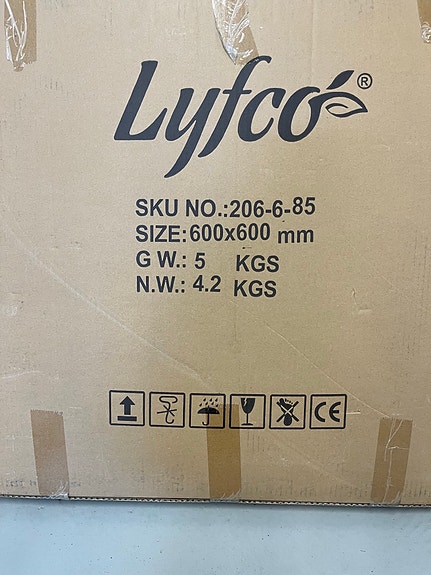 Lyfco®
SKU NO.:206-6-85
SIZE:600x600 mm
G W.: 5 KGS
N.W.: 4.2 KGS
CE